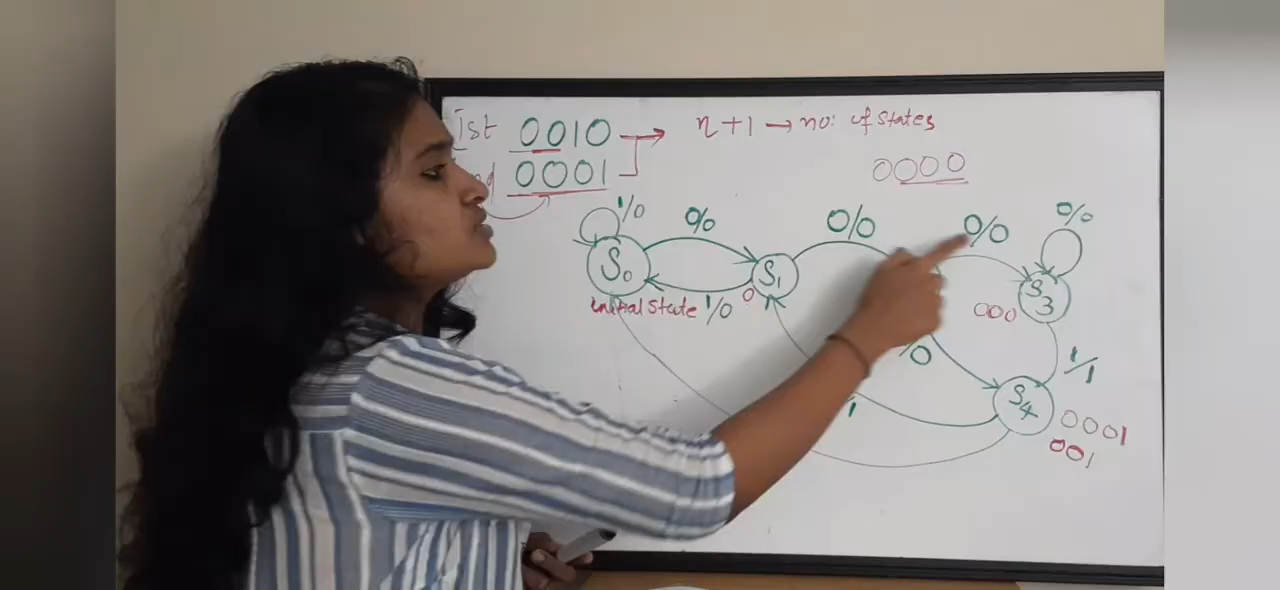 Ist 0010 → n+1 → no: of states
0001
0000
1/0
0/0
0/0
0/0
0/0
S0
S1
S3
initial state
1/0
0
000
1/1
/0
S4
1
0001
001